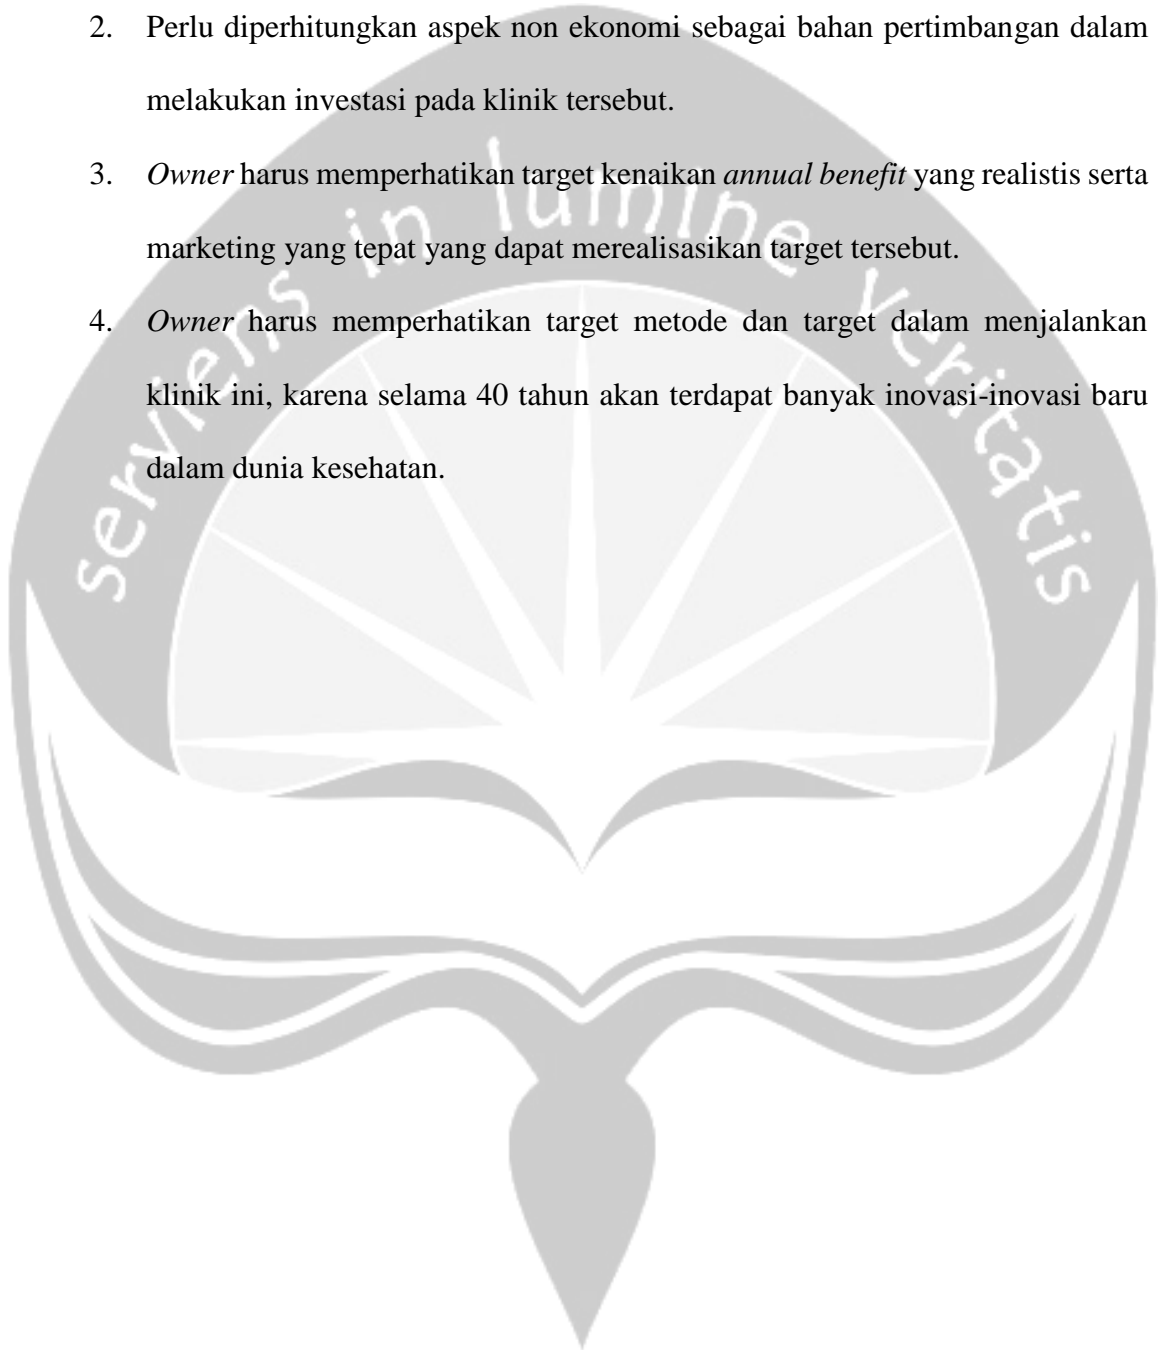 2. Perlu diperhitungkan aspek non ekonomi sebagai bahan pertimbangan dalam
melakukan investasi pada klinik tersebut.
3. Owner harus memperhatikan target kenaikan annual benefit yang realistis serta
marketing yang tepat yang dapat merealisasikan target tersebut.
4. Owner harus memperhatikan target metode dan target dalam menjalankan
klinik ini, karena selama 40 tahun akan terdapat banyak inovasi-inovasi baru
dalam dunia kesehatan.
serviens in lumine veritatis